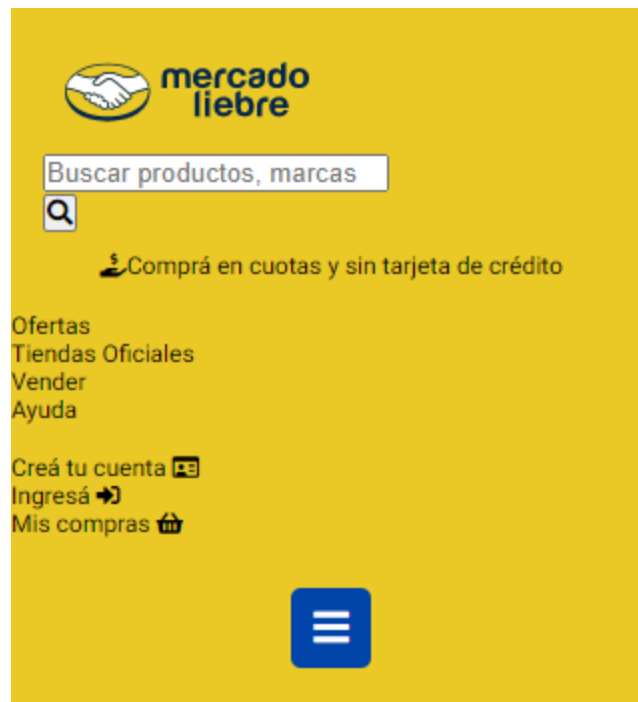 mercado
liebre
Buscar productos, marcas
Comprá en cuotas y sin tarjeta de crédito
Ofertas
Tiendas Oficiales
Vender
Ayuda
Creá tu cuenta
Ingresá
Mis compras